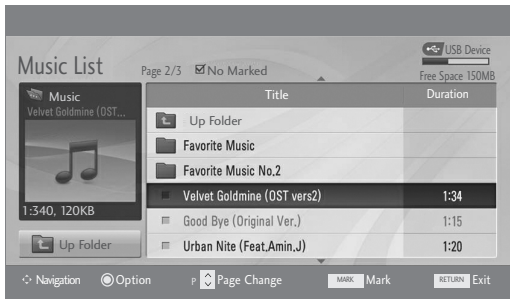 USB Device
Music List
Page 2/3 No Marked
Free Space 150MB
Music
Velvet Goldmine (OST...
1:340, 120KB
Up Folder
Title Duration
Up Folder
Favorite Music
Favorite Music No.2
Velvet Goldmine (OST vers2) 1:34
Good Bye (Original Ver.) 1:15
Urban Nite (Feat,Amin,J) 1:20
Navigation Option P Page Change MARK Mark RETURN Exit